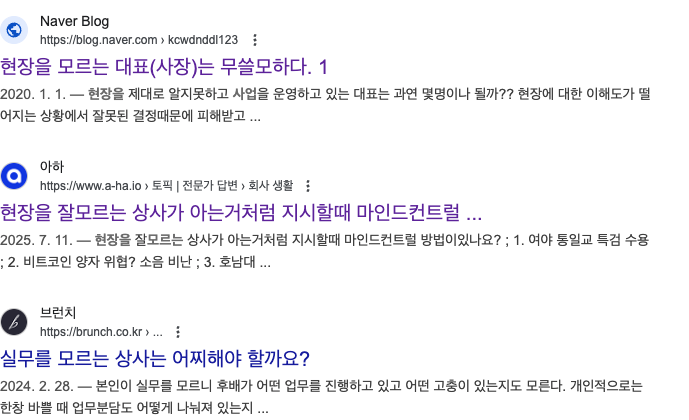 Naver Blog
https://blog.naver.com › kcwdnddl123
현장을 모르는 대표(사장)는 무쓸모하다. 1
2020. 1. 1. — 현장을 제대로 알지못하고 사업을 운영하고 있는 대표는 과연 몇명이나 될까?? 현장에 대한 이해도가 떨
어지는 상황에서 잘못된 결정때문에 피해받고 ...
아하
https://www.a-ha.io › 토픽 | 전문가 답변 › 회사 생활
현장을 잘모르는 상사가 아는거처럼 지시할때 마인드컨트럴 ...
2025. 7. 11. — 현장을 잘모르는 상사가 아는거처럼 지시할때 마인드컨트럴 방법이있나요? ; 1. 여야 통일교 특검 수용
; 2. 비트코인 양자 위협? 소음 비난 ; 3. 호남대 ...
브런치
https://brunch.co.kr › ...
실무를 모르는 상사는 어찌해야 할까요?
2024. 2. 28. — 본인이 실무를 모르니 후배가 어떤 업무를 진행하고 있고 어떤 고충이 있는지도 모른다. 개인적으로는
한창 바쁠 때 업무분담도 어떻게 나눠져 있는지 ...